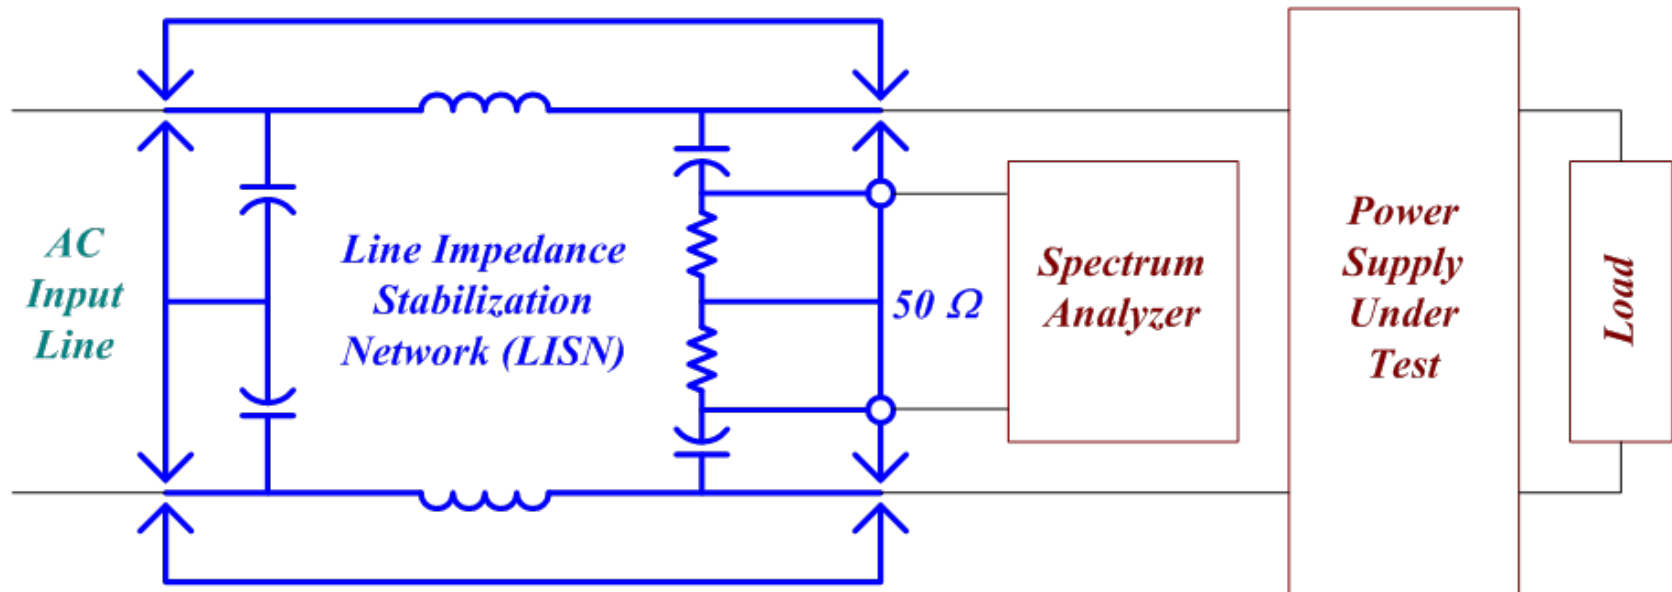 AC
Input
Line
Line Impedance
Stabilization
Network (LISN)
50 Ω
Spectrum
Analyzer
Power
Supply
Under
Test
Load